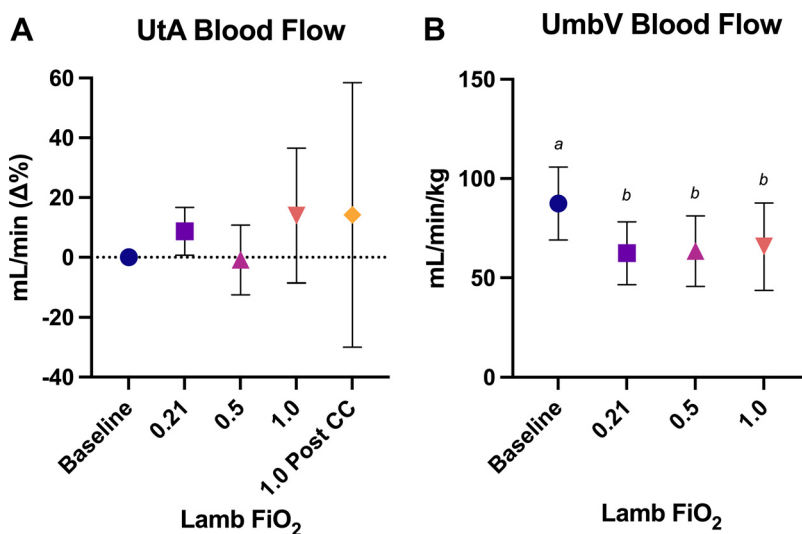 A
UtA Blood Flow
mL/min (Δ%)
60
40
20
0
-20
-40
Baseline
0.21
0.5
1.0
1.0 Post CC
Lamb FiO₂
B
UmbV Blood Flow
mL/min/kg
150
100
50
0
a
b
b
b
Baseline
0.21
0.5
1.0
Lamb FiO₂